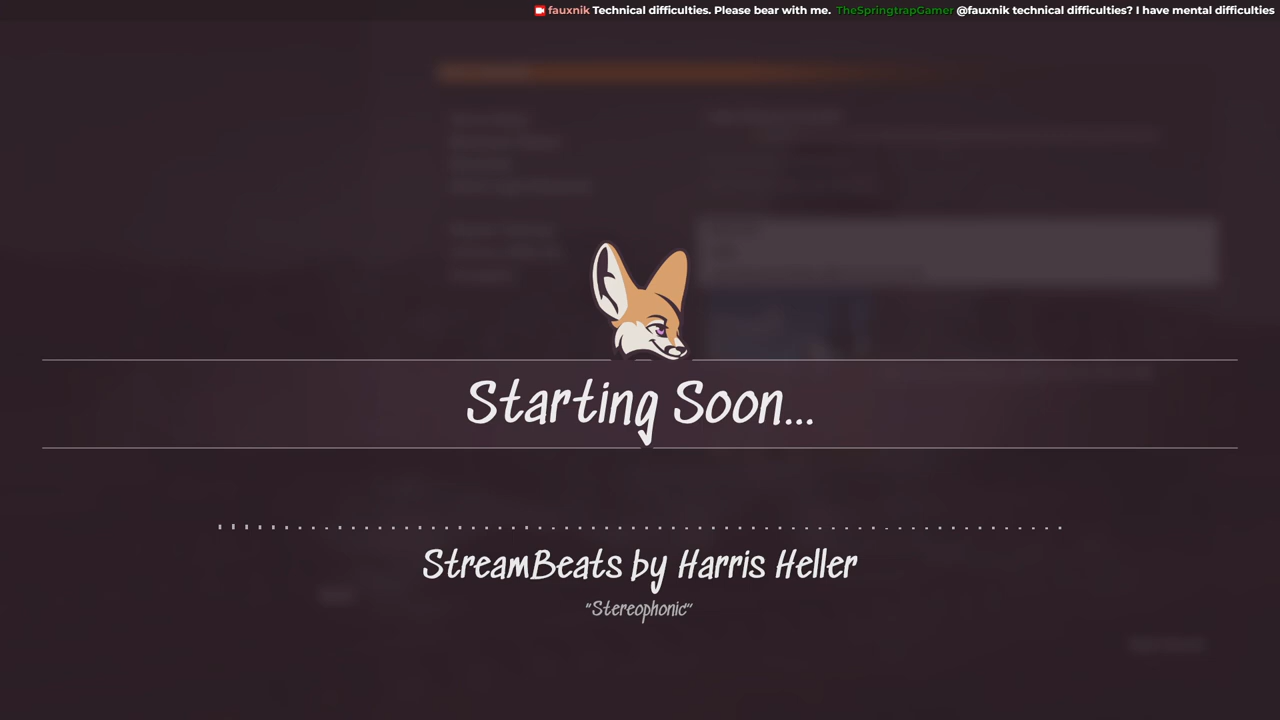 fauxnik Technical difficulties. Please bear with me. TheSpringtrapGamer @fauxnik technical difficulties? I have mental difficulties
Starting Soon...
StreamBeats by Harris Heller
"Stereophonic"